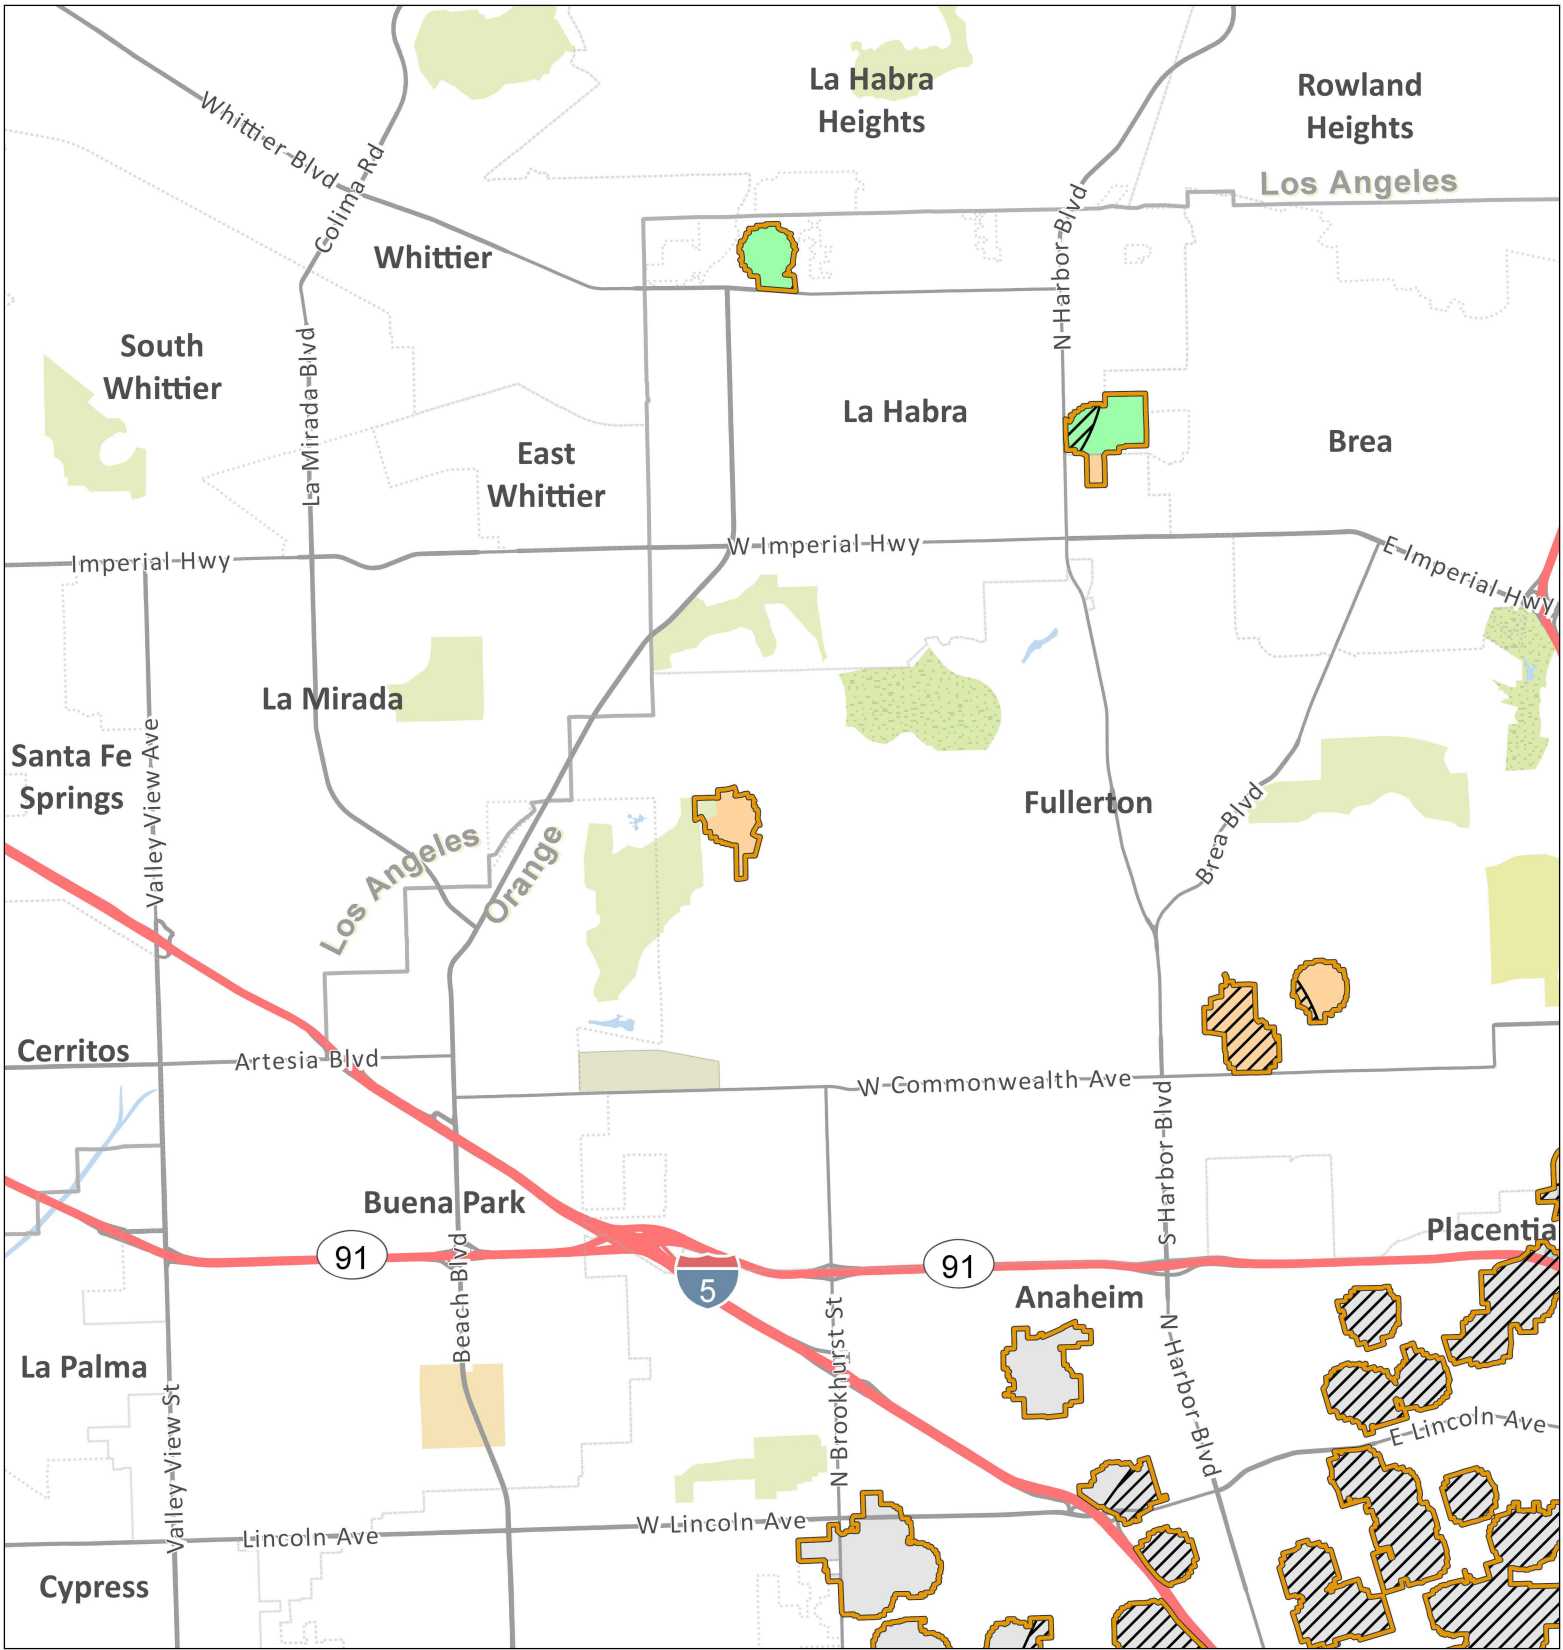 La Habra
Heights
Rowland
Heights
Los Angeles
Whittier Blvd
Colima Rd
N Harbor Blvd
Whittier
South
Whittier
La Mirada Blvd
La Habra
Brea
East
Whittier
Imperial Hwy
W Imperial Hwy
E Imperial Hwy
La Mirada
Santa Fe
Springs
Valley View Ave
Fullerton
Brea Blvd
Los Angeles
Orange
Cerritos
Artesia Blvd
W Commonwealth Ave
S Harbor Blvd
Buena Park
Placentia
91
91
5
Beach Blvd
Anaheim
N Brookhurst St
N Harbor Blvd
La Palma
Valley View St
E Lincoln Ave
W Lincoln Ave
Lincoln Ave
Cypress